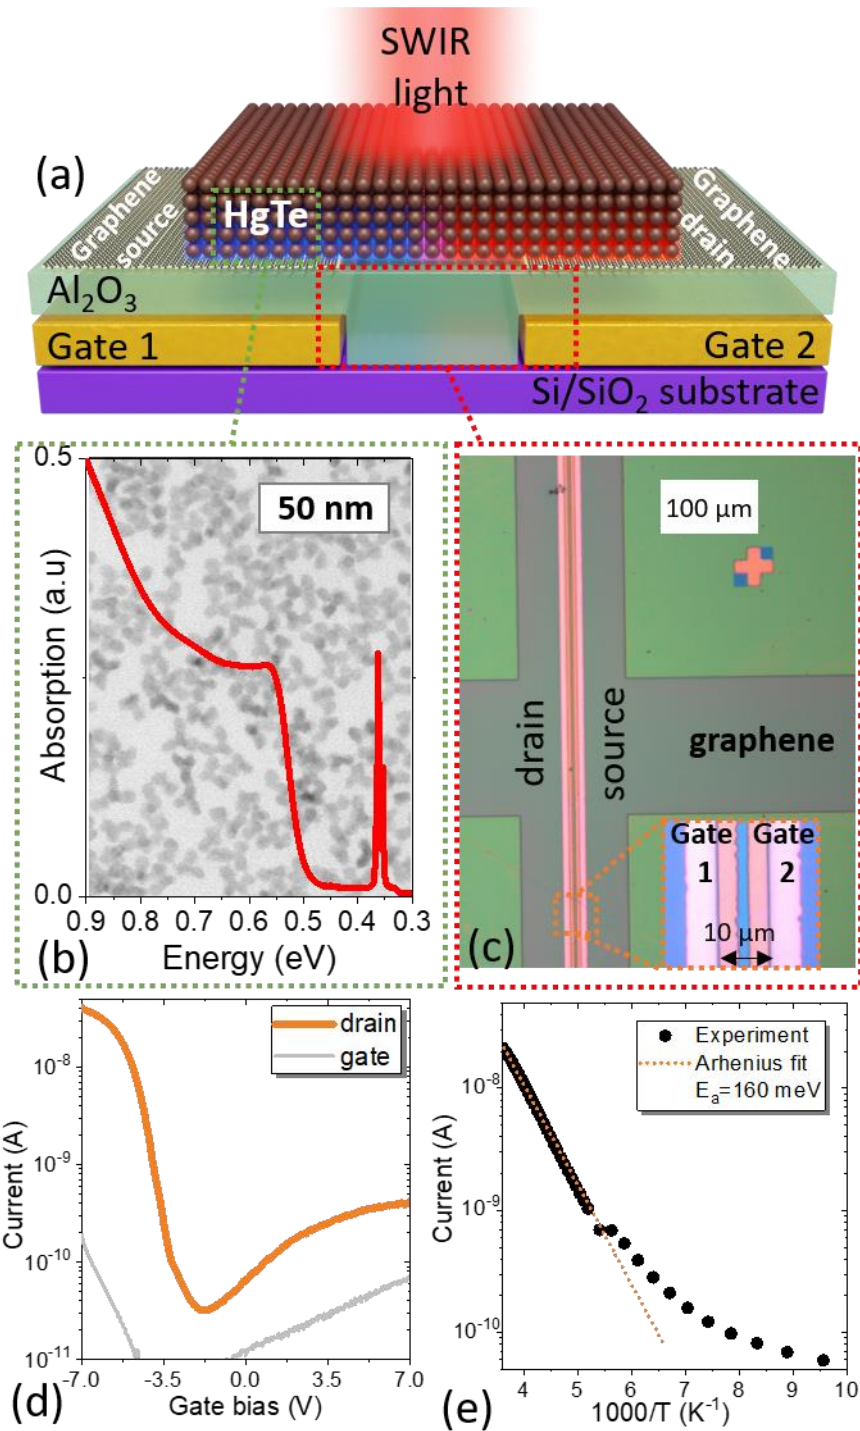 SWIR
light
(a)
Graphene
source
HgTe
Graphene
drain
Al₂O₃
Gate 1
Gate 2
Si/SiO₂ substrate
0.5
50 nm
Absorption (a.u)
0.0
0.9 0.8 0.7 0.6 0.5 0.4 0.3
(b)
Energy (eV)
100 µm
drain
source
graphene
Gate
1
Gate
2
10 µm
(c)
drain
gate
10⁻⁸
10⁻⁹
10⁻¹⁰
10⁻¹¹
Current (A)
-7.0 -3.5 0.0 3.5 7.0
Gate bias (V)
(d)
Experiment
Arhenius fit
Eₐ=160 meV
10⁻⁸
10⁻⁹
10⁻¹⁰
Current (A)
4 5 6 7 8 9 10
1000/T (K⁻¹)
(e)